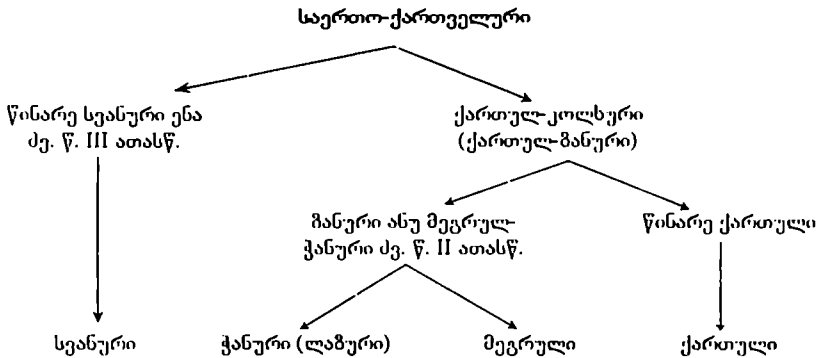 საერთო-ქართველური
წინარე სვანური ენა
ძვ. წ. III ათასწ.
ქართულ-კოლხური
(ქართულ-ზანური)
ზანური ანუ მეგრულ-
ჭანური ძვ. წ. II ათასწ.
წინარე ქართული
სვანური
ჭანური (ლაზური)
მეგრული
ქართული